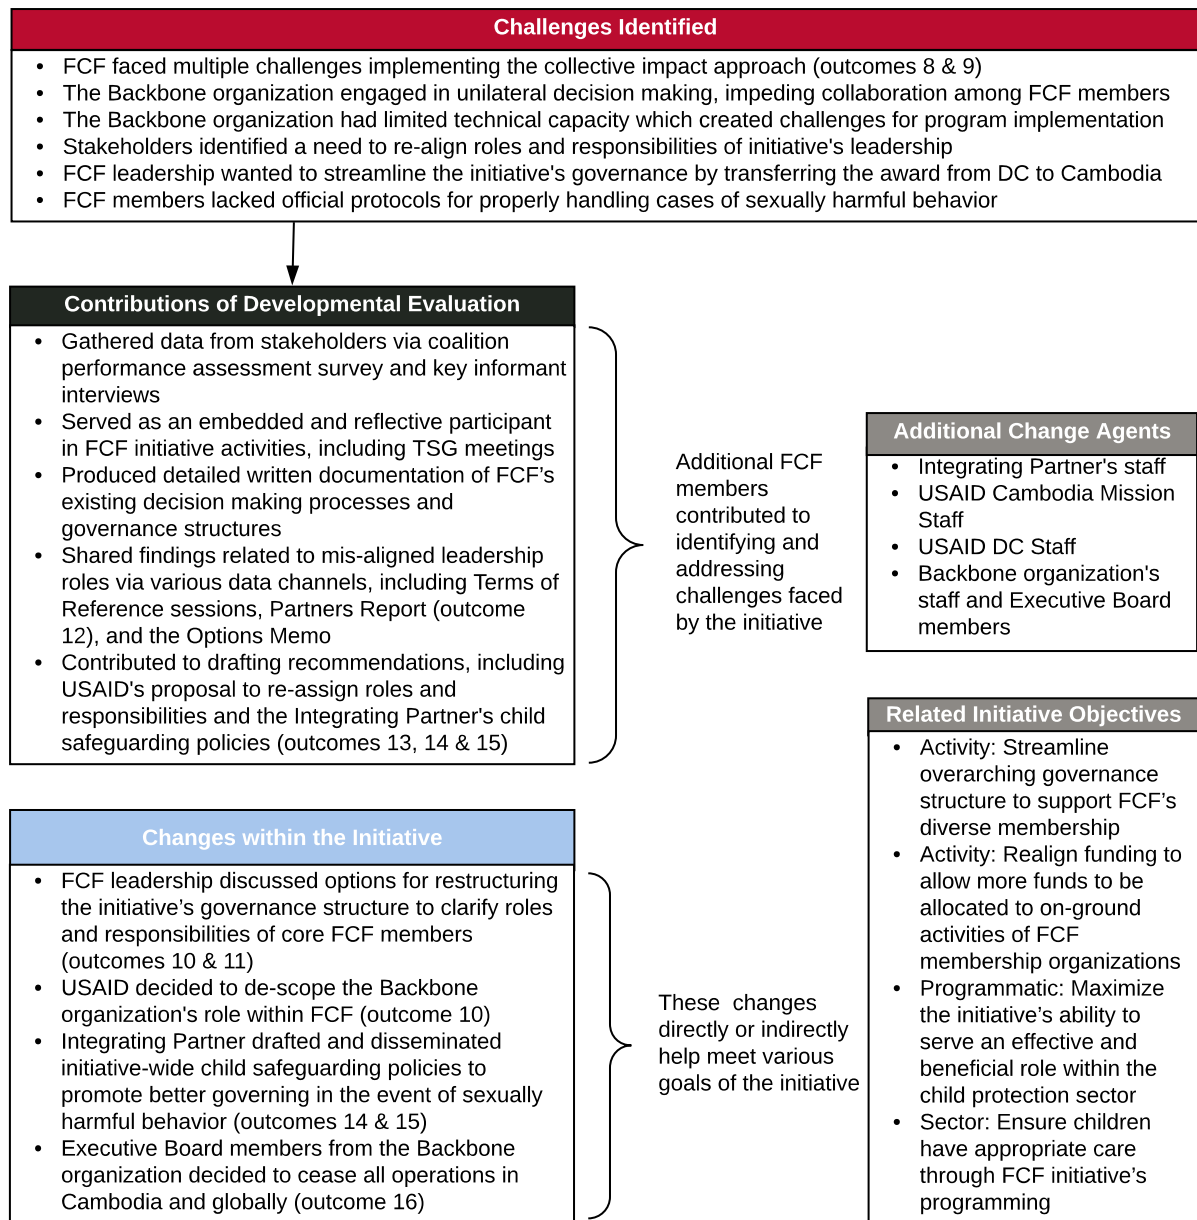 Challenges Identified
• FCF faced multiple challenges implementing the collective impact approach (outcomes 8 & 9)
• The Backbone organization engaged in unilateral decision making, impeding collaboration among FCF members
• The Backbone organization had limited technical capacity which created challenges for program implementation
• Stakeholders identified a need to re-align roles and responsibilities of initiative's leadership
• FCF leadership wanted to streamline the initiative's governance by transferring the award from DC to Cambodia
• FCF members lacked official protocols for properly handling cases of sexually harmful behavior
Contributions of Developmental Evaluation
• Gathered data from stakeholders via coalition
performance assessment survey and key informant
interviews
• Served as an embedded and reflective participant
in FCF initiative activities, including TSG meetings
• Produced detailed written documentation of FCF’s
existing decision making processes and
governance structures
• Shared findings related to mis-aligned leadership
roles via various data channels, including Terms of
Reference sessions, Partners Report (outcome
12), and the Options Memo
• Contributed to drafting recommendations, including
USAID's proposal to re-assign roles and
responsibilities and the Integrating Partner's child
safeguarding policies (outcomes 13, 14 & 15)
Additional FCF
members
contributed to
identifying and
addressing
challenges faced
by the initiative
Additional Change Agents
• Integrating Partner's staff
• USAID Cambodia Mission
Staff
• USAID DC Staff
• Backbone organization's
staff and Executive Board
members
Changes within the Initiative
• FCF leadership discussed options for restructuring
the initiative’s governance structure to clarify roles
and responsibilities of core FCF members
(outcomes 10 & 11)
• USAID decided to de-scope the Backbone
organization's role within FCF (outcome 10)
• Integrating Partner drafted and disseminated
initiative-wide child safeguarding policies to
promote better governing in the event of sexually
harmful behavior (outcomes 14 & 15)
• Executive Board members from the Backbone
organization decided to cease all operations in
Cambodia and globally (outcome 16)
These changes
directly or indirectly
help meet various
goals of the initiative
Related Initiative Objectives
• Activity: Streamline
overarching governance
structure to support FCF’s
diverse membership
• Activity: Realign funding to
allow more funds to be
allocated to on-ground
activities of FCF
membership organizations
• Programmatic: Maximize
the initiative’s ability to
serve an effective and
beneficial role within the
child protection sector
• Sector: Ensure children
have appropriate care
through FCF initiative’s
programming